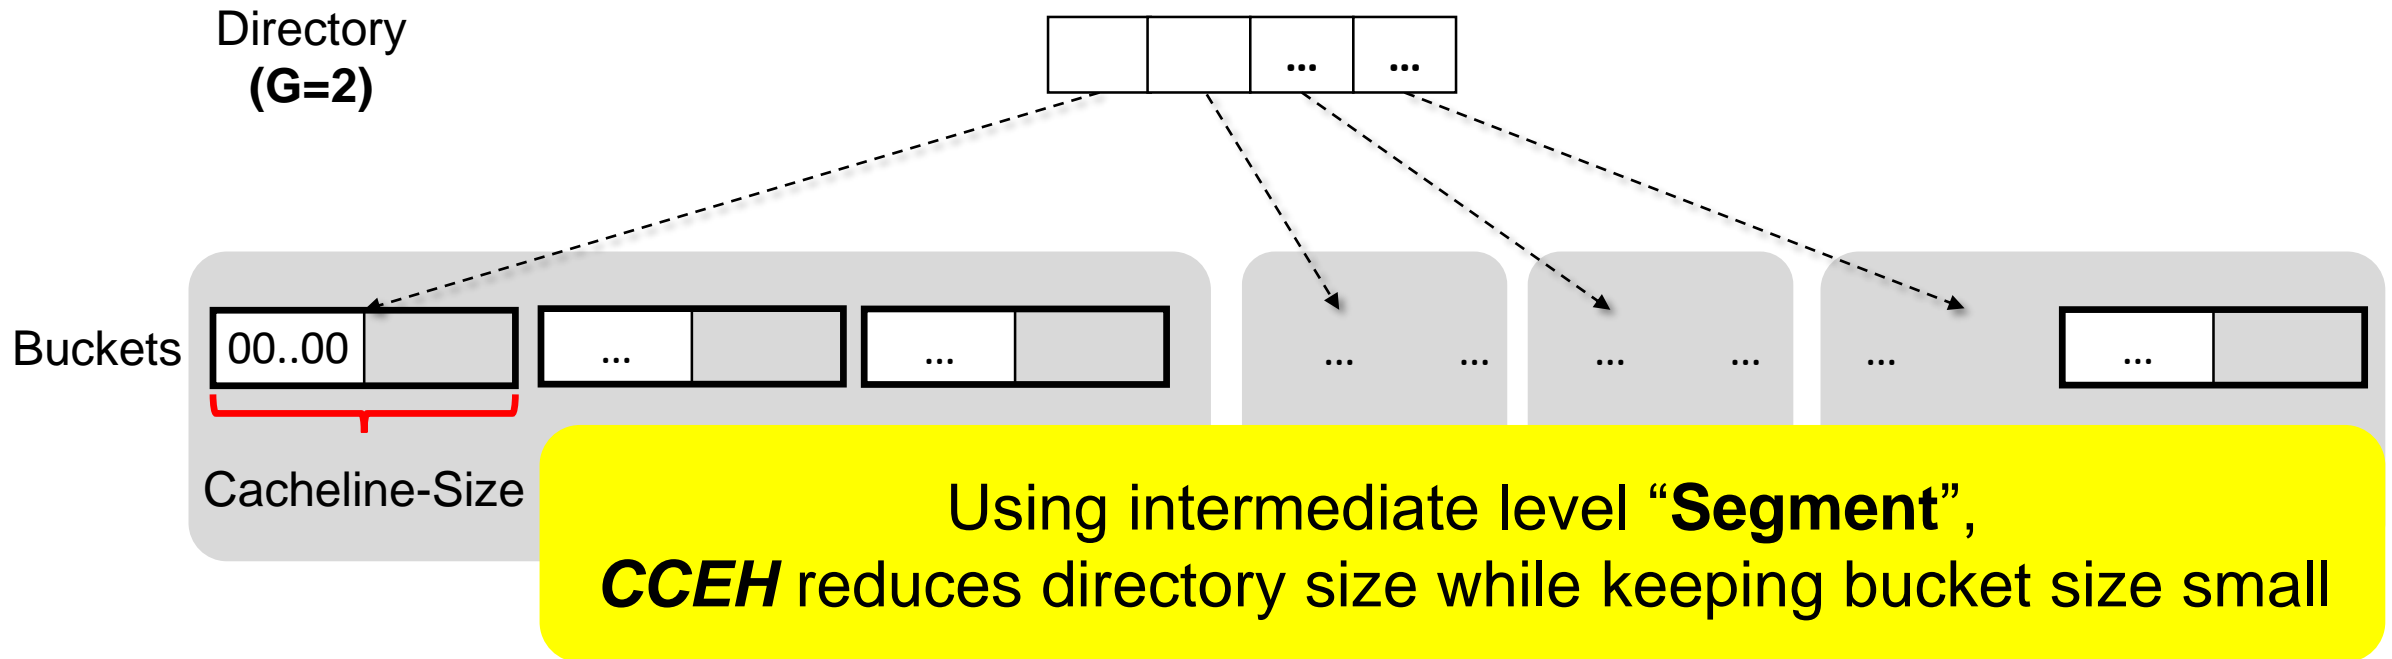 Directory
(G=2)
... ...
Buckets 00..00 ... ... ... ... ... ... ... ...
Cacheline-Size
Using intermediate level “Segment”,
CCEH reduces directory size while keeping bucket size small